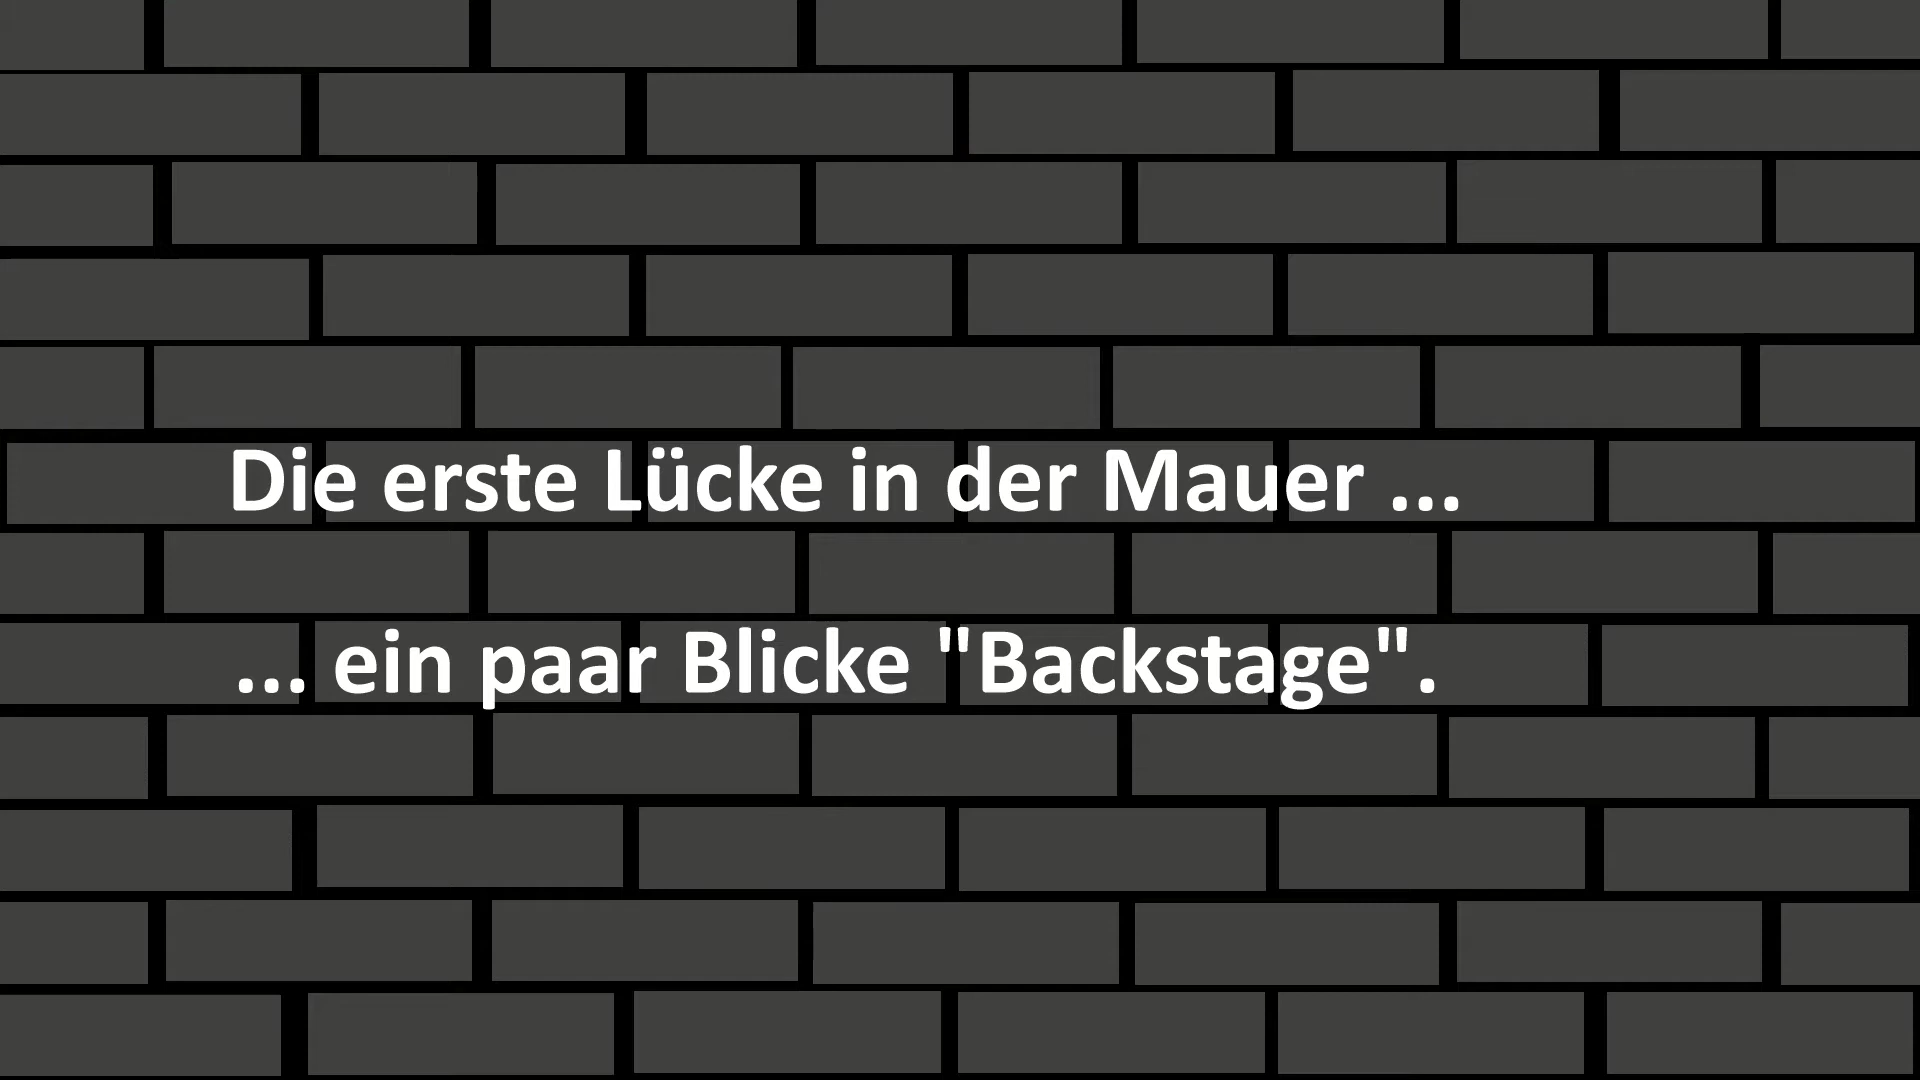 Die erste Lücke in der Mauer ...
... ein paar Blicke "Backstage".